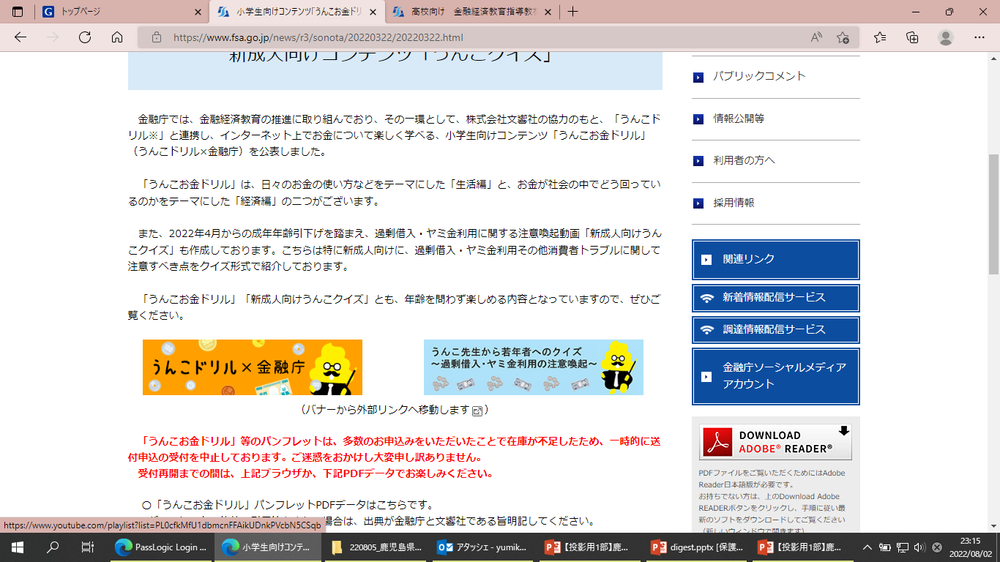 トップページ
小学生向けコンテンツ「うんこお金ドリ
高校向け 金融経済教育指導教材
https://www.fsa.go.jp/news/r3/sonota/20220322/20220322.html
新成人向けコンテンツ「うんこクイズ」
金融庁では、金融経済教育の推進に取り組んでおり、その一環として、株式会社文響社の協力のもと、「うんこド
リル※」と連携し、インターネット上でお金について楽しく学べる、小学生向けコンテンツ「うんこお金ドリル」
（うんこドリル×金融庁）を公表しました。
「うんこお金ドリル」は、日々のお金の使い方などをテーマにした「生活編」と、お金が社会の中でどう回ってい
るのかをテーマにした「経済編」の二つがございます。
また、2022年4月からの成年年齢引下げを踏まえ、過剰借入・ヤミ金利用に関する注意喚起動画「新成人向けうん
こクイズ」も作成しております。こちらは特に新成人向けに、過剰借入・ヤミ金利用その他消費者トラブルに関して
注意すべき点をクイズ形式で紹介しております。
「うんこお金ドリル」「新成人向けうんこクイズ」とも、年齢を問わず楽しめる内容となっていますので、ぜひご
覧ください。
うんこドリル×金融庁
うんこ先生から若年者へのクイズ
～過剰借入・ヤミ金利用の注意喚起～
（バナーから外部リンクへ移動します）
「うんこお金ドリル」等のパンフレットは、多数のお申込みをいただいたことで在庫が不足したため、一時的に送
付申込の受付を中止しております。ご迷惑をおかけし大変申し訳ありません。
受付再開までの間は、上記ブラウザか、下記PDFデータでお楽しみください。
○「うんこお金ドリル」パンフレットPDFデータはこちらです。
場合は、出典が金融庁と文響社である旨明記してください。
パブリックコメント
情報公開等
利用者の方へ
採用情報
関連リンク
新着情報配信サービス
調達情報配信サービス
金融庁ソーシャルメディア
アカウント
DOWNLOAD
ADOBE® READER®
PDFファイルをご覧いただくためにはAdobe
Reader日本語版が必要です。
お持ちでない方は、上のDownload Adobe
READERボタンをクリックし、手順に従い最
新のソフトをダウンロードしてご覧ください
（新しいウィンドウで開きます）
https://www.youtube.com/playlist?list=PL0cfkMfU1dbmcnFFAikUDnkPVcbN5CSqb
PassLogic Login ...
小学生向けコンテ...
220805_鹿児島県...
アタッシェ - yumik...
【投影用1部】鹿...
digest.pptx [保護...
【投影用1部】鹿...
23:15
2022/08/02